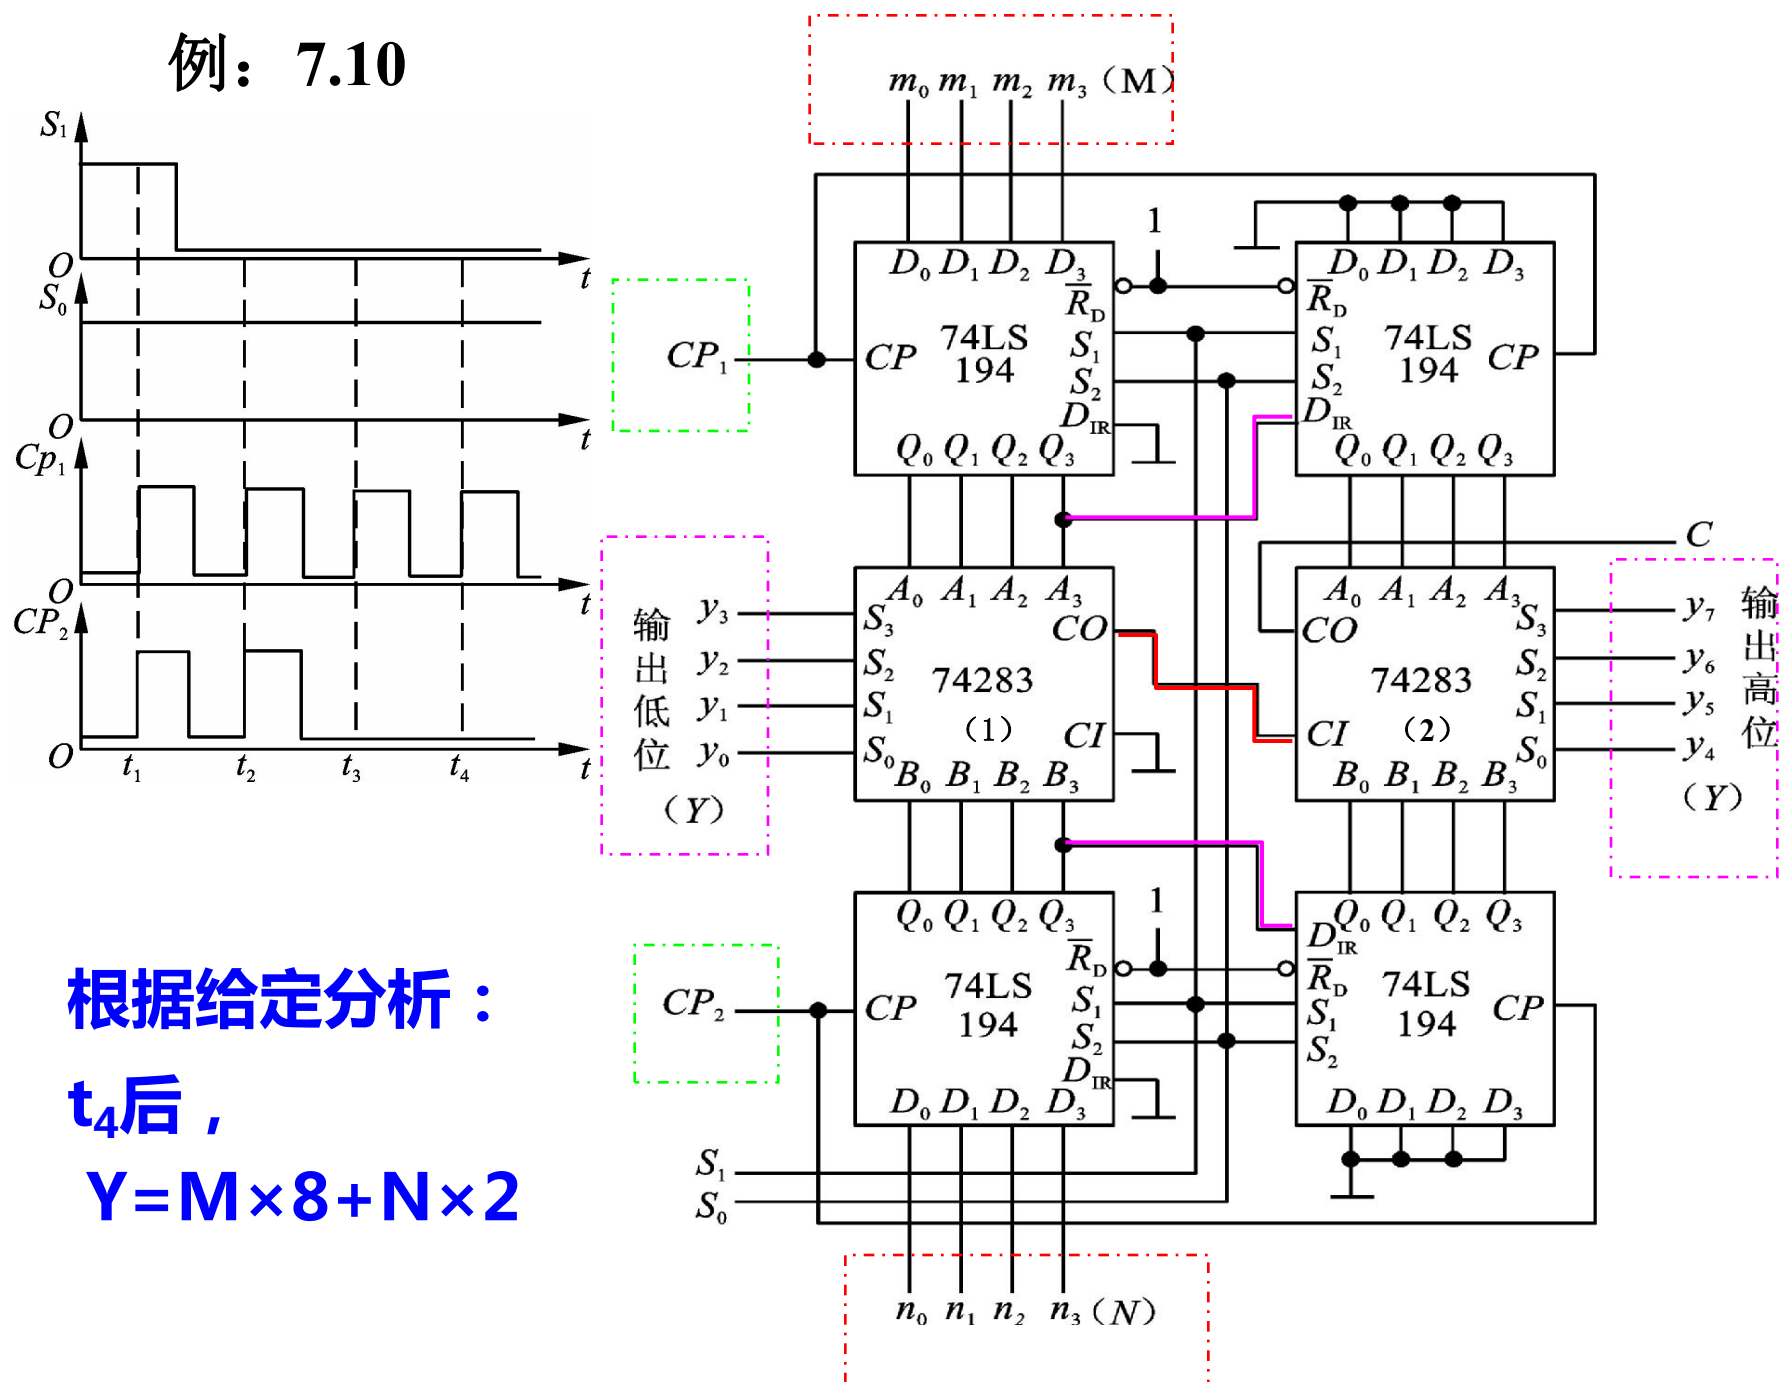 例：7.10
S₁
O
t
S₀
O
t
Cp₁
O
t
CP₂
O
t₁ t₂ t₃ t₄ t
m₀ m₁ m₂ m₃（M）
1
D₀ D₁ D₂ D₃
R̅D
S₁
S₂
DIR
CP₁
CP
74LS
194
Q₀ Q₁ Q₂ Q₃
D₀ D₁ D₂ D₃
R̅D
S₁
S₂
DIR
74LS
194
CP
Q₀ Q₁ Q₂ Q₃
输出低位
y₃
y₂
y₁
y₀
（Y）
A₀ A₁ A₂ A₃
S₃
S₂
S₁
S₀
CO
74283
（1）
CI
B₀ B₁ B₂ B₃
C
A₀ A₁ A₂ A₃
CO
74283
（2）
CI
S₃
S₂
S₁
S₀
B₀ B₁ B₂ B₃
y₇
y₆
y₅
y₄
输出高位
（Y）
Q₀ Q₁ Q₂ Q₃
1
R̅D
S₁
S₂
DIR
CP₂
CP
74LS
194
D₀ D₁ D₂ D₃
Q₀ Q₁ Q₂ Q₃
DIR
R̅D
S₁
S₂
74LS
194
CP
D₀ D₁ D₂ D₃
S₁
S₀
n₀ n₁ n₂ n₃（N）
根据给定分析：
t₄后，
Y=M×8+N×2